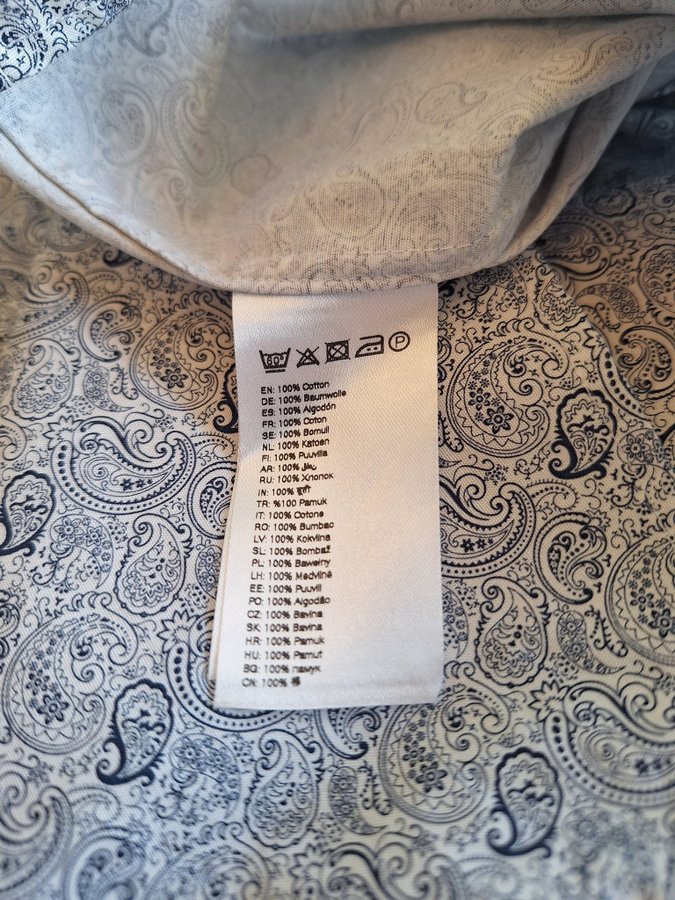 60°
P
EN: 100% Cotton
DE: 100% Baumwolle
ES: 100% Algodón
FR: 100% Coton
SE: 100% Bomull
NL: 100% Katoen
FI: 100% Puuvilla
AR: 100%
RU: 100% Хлопок
IN: 100%
TR: %100 Pamuk
IT: 100% Cotone
RO: 100% Bumbac
LV: 100% Kokvilna
SL: 100% Bombaž
PL: 100% Bawełny
LH: 100% Medvilnė
EE: 100% Puuvill
PO: 100% Algodão
CZ: 100% Bavlna
SK: 100% Bavlna
HR: 100% Pamuk
HU: 100% Pamut
BG: 100% памук
CN: 100% 棉